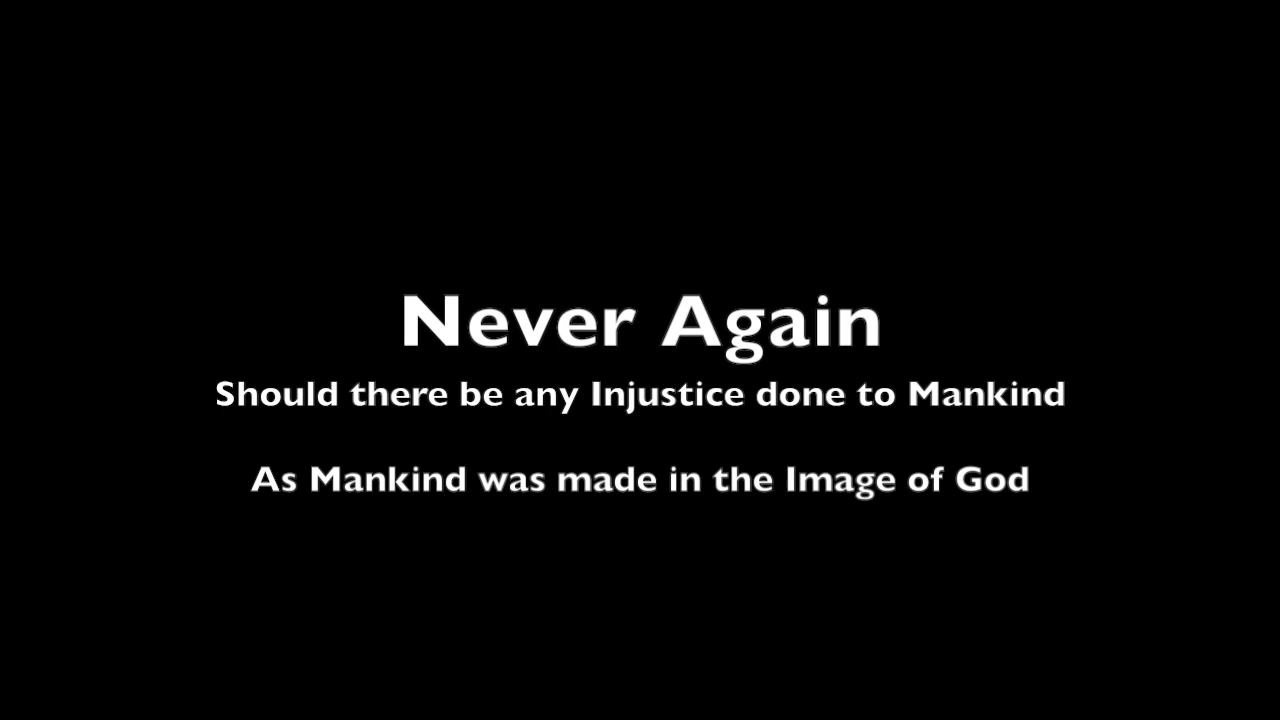 Never Again
Should there be any Injustice done to Mankind
As Mankind was made in the Image of God